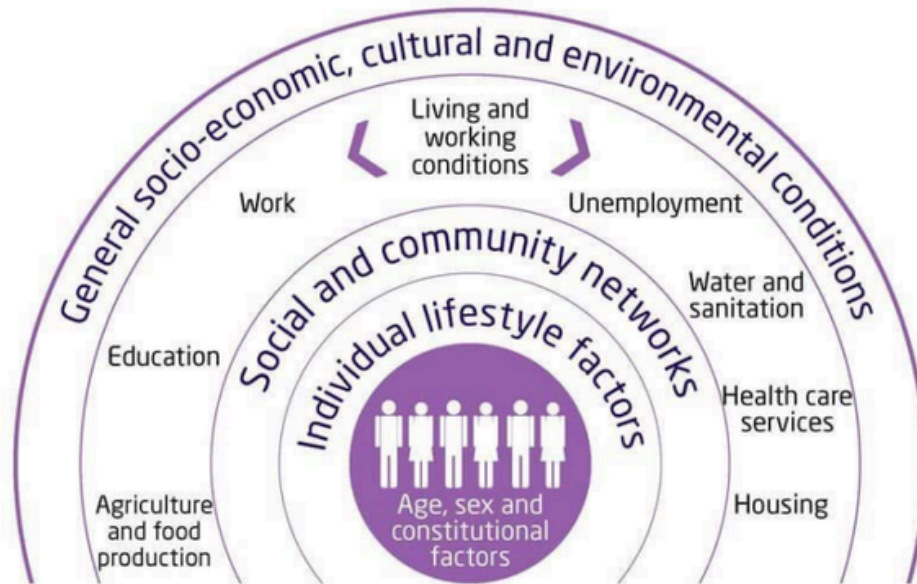 General socio-economic, cultural and environmental conditions
Living and
working
conditions
Work
Unemployment
Social and community networks
Water and
sanitation
Individual lifestyle factors
Education
Health care
services
Agriculture
and food
production
Housing
Age, sex and
constitutional
factors